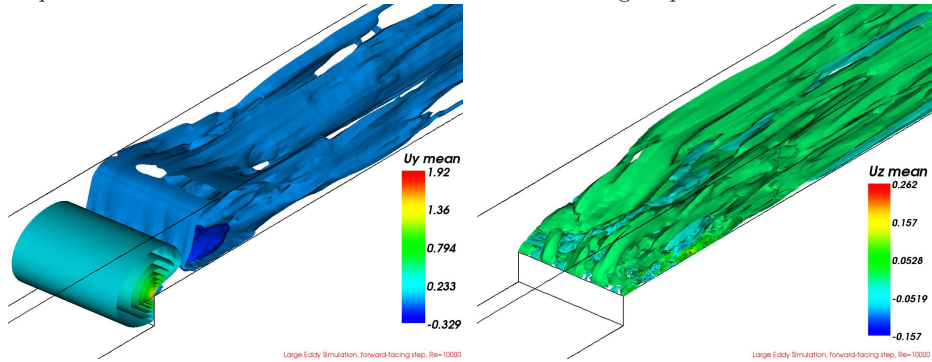 Uy mean
1.92
1.36
0.794
0.233
-0.329
Large Eddy Simulation, forward-facing step, Re=10000
Uz mean
0.262
0.157
0.0528
-0.0519
-0.157
Large Eddy Simulation, forward-facing step, Re=10000